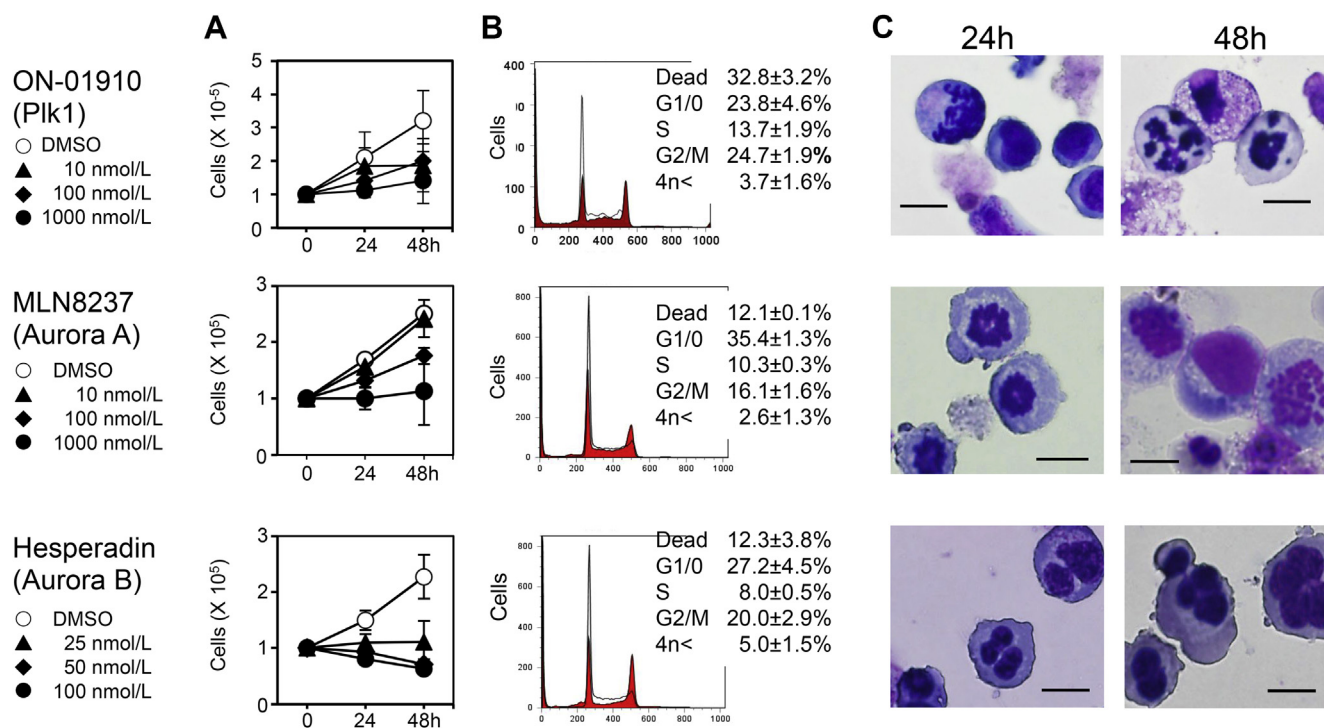 A
B
C
24h
48h
ON-01910
(Plk1)
○ DMSO
▲ 10 nmol/L
◆ 100 nmol/L
● 1000 nmol/L
Cells (X 10⁻⁵)
5
4
3
2
1
0
0 24 48h
Cells
400
300
200
100
0
0 200 400 600 800 1000
Dead 32.8±3.2%
G1/0 23.8±4.6%
S 13.7±1.9%
G2/M 24.7±1.9%
4n< 3.7±1.6%
MLN8237
(Aurora A)
○ DMSO
▲ 10 nmol/L
◆ 100 nmol/L
● 1000 nmol/L
Cells (X 10⁵)
3
2
1
0
0 24 48h
Cells
800
600
400
200
0
0 200 400 600 800 1000
Dead 12.1±0.1%
G1/0 35.4±1.3%
S 10.3±0.3%
G2/M 16.1±1.6%
4n< 2.6±1.3%
Hesperadin
(Aurora B)
○ DMSO
▲ 25 nmol/L
◆ 50 nmol/L
● 100 nmol/L
Cells (X 10⁵)
3
2
1
0
0 24 48h
Cells
800
600
400
200
0
0 200 400 600 800 1000
Dead 12.3±3.8%
G1/0 27.2±4.5%
S 8.0±0.5%
G2/M 20.0±2.9%
4n< 5.0±1.5%